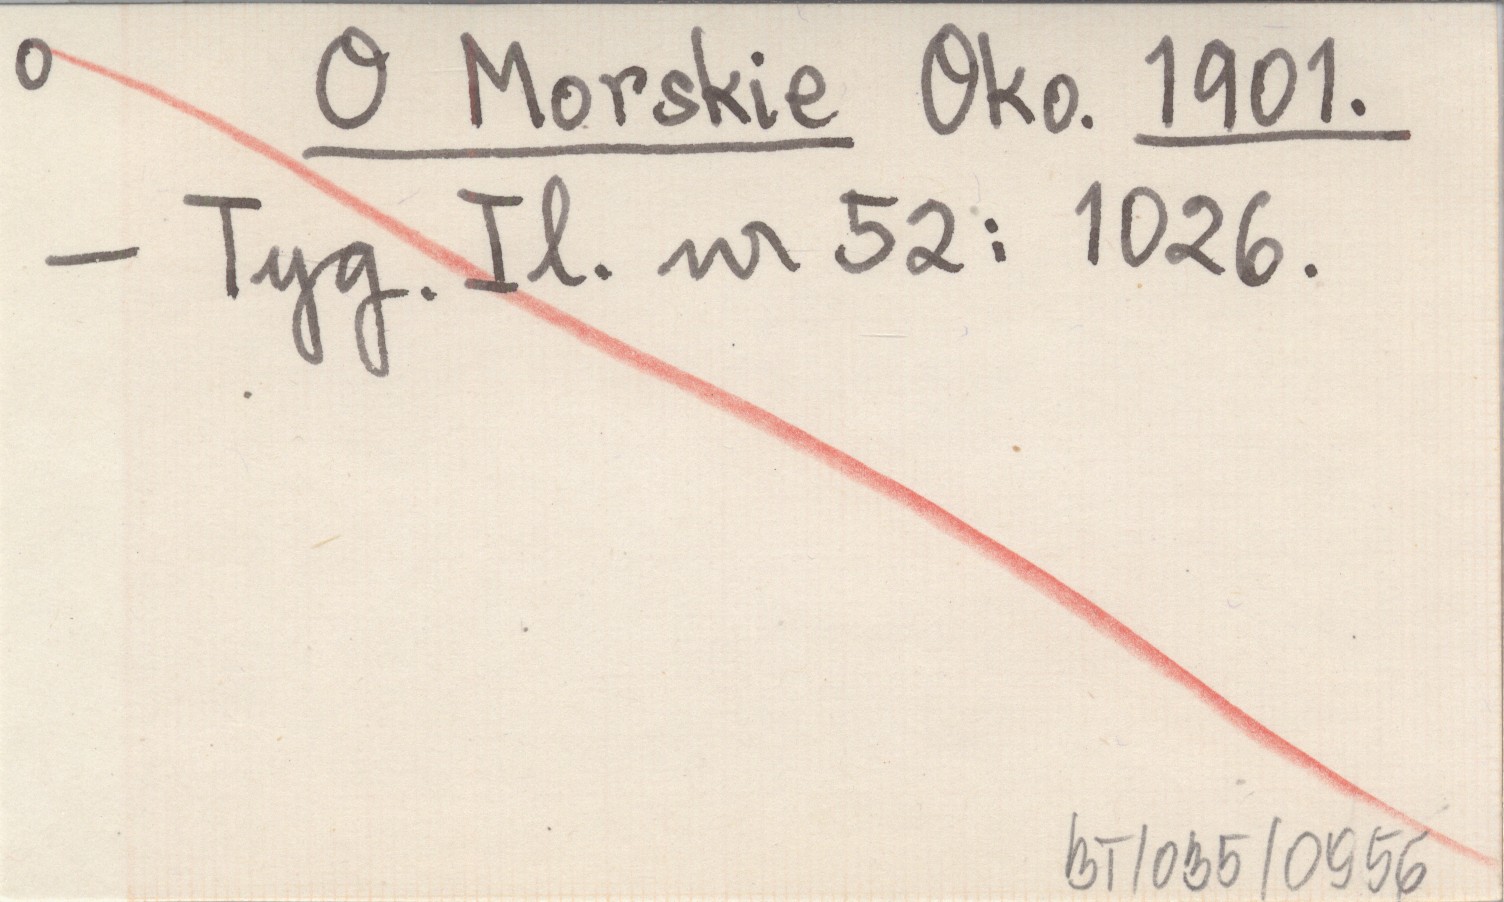 o O Morskie Oko. 1901.
– Tyg. Il. nr 52: 1026.
BT/035/0956